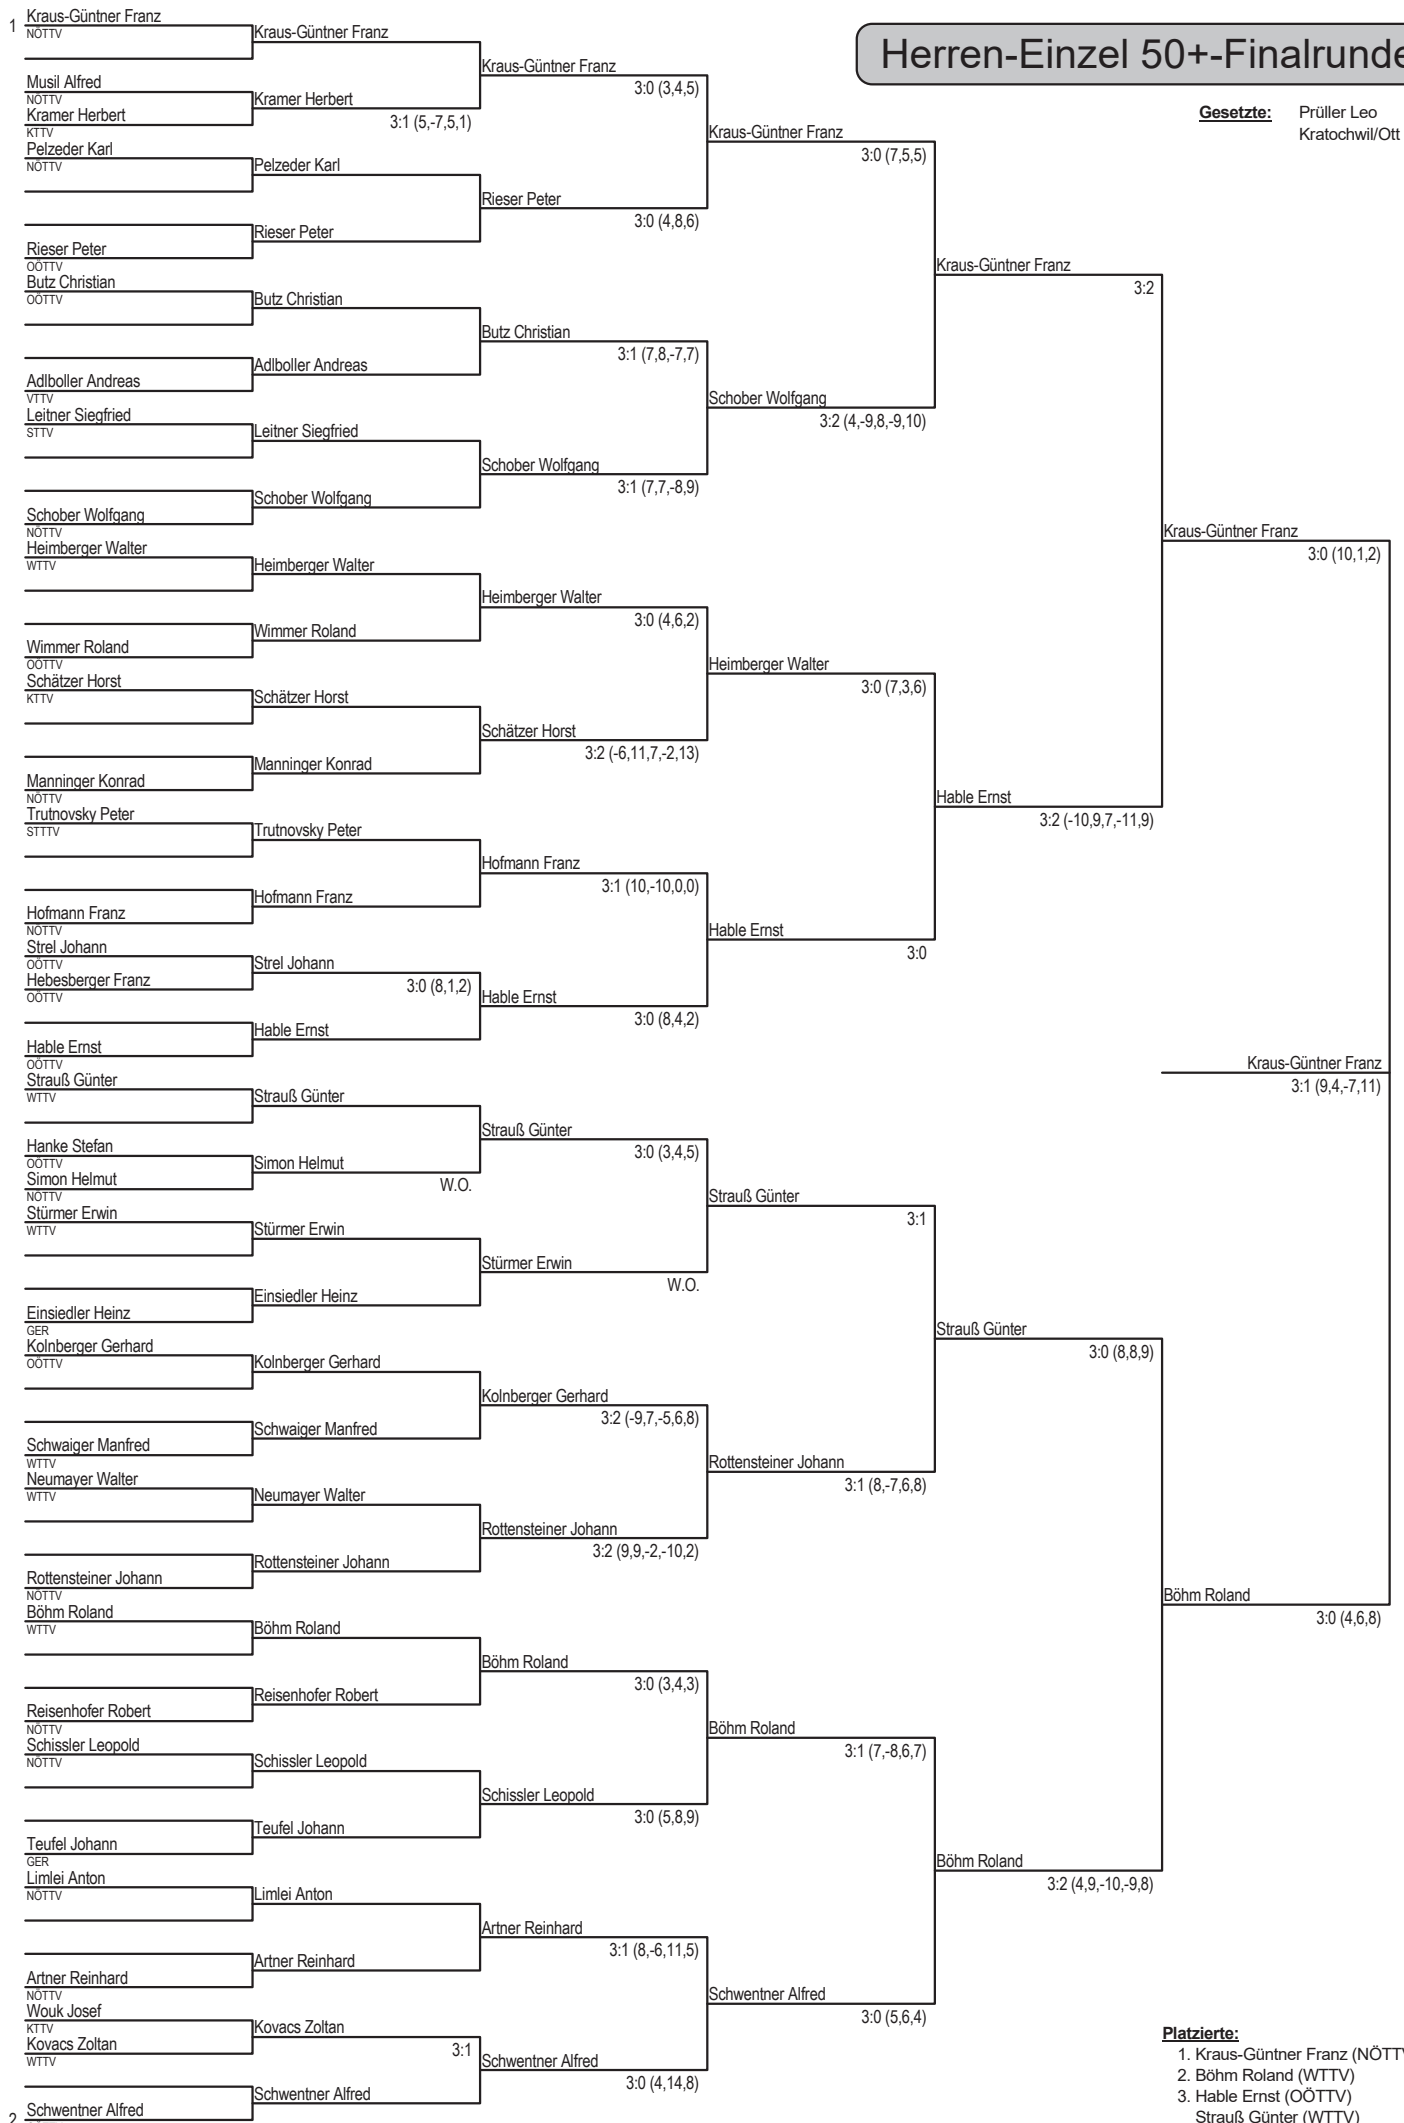 Herren-Einzel 50+-Finalrunde
Gesetzte: Prüller Leo
Kratochwil/Ott
1
Kraus-Güntner Franz
NÖTTV
Musil Alfred
NÖTTV
Kramer Herbert
KTTV
Pelzeder Karl
NÖTTV
Rieser Peter
OÖTTV
Butz Christian
OÖTTV
Adlboller Andreas
VTTV
Leitner Siegfried
STTV
Schober Wolfgang
NÖTTV
Heimberger Walter
WTTV
Wimmer Roland
OÖTTV
Schätzer Horst
KTTV
Manninger Konrad
NÖTTV
Trutnovsky Peter
STTTV
Hofmann Franz
NÖTTV
Strel Johann
OÖTTV
Hebesberger Franz
OÖTTV
Hable Ernst
OÖTTV
Strauß Günter
WTTV
Hanke Stefan
OÖTTV
Simon Helmut
NÖTTV
Stürmer Erwin
WTTV
Einsiedler Heinz
GER
Kolnberger Gerhard
OÖTTV
Schwaiger Manfred
WTTV
Neumayer Walter
WTTV
Rottensteiner Johann
NÖTTV
Böhm Roland
WTTV
Reisenhofer Robert
NÖTTV
Schissler Leopold
NÖTTV
Teufel Johann
GER
Limlei Anton
NÖTTV
Artner Reinhard
NÖTTV
Wouk Josef
KTTV
Kovacs Zoltan
WTTV
2
Schwentner Alfred
Kraus-Güntner Franz
Kramer Herbert
3:1 (5,-7,5,1)
Pelzeder Karl
Rieser Peter
Butz Christian
Adlboller Andreas
Leitner Siegfried
Schober Wolfgang
Heimberger Walter
Wimmer Roland
Schätzer Horst
Manninger Konrad
Trutnovsky Peter
Hofmann Franz
Strel Johann
3:0 (8,1,2)
Hable Ernst
Strauß Günter
Simon Helmut
W.O.
Stürmer Erwin
Einsiedler Heinz
Kolnberger Gerhard
Schwaiger Manfred
Neumayer Walter
Rottensteiner Johann
Böhm Roland
Reisenhofer Robert
Schissler Leopold
Teufel Johann
Limlei Anton
Artner Reinhard
Kovacs Zoltan
3:1
Schwentner Alfred
Kraus-Güntner Franz
3:0 (3,4,5)
Rieser Peter
3:0 (4,8,6)
Butz Christian
3:1 (7,8,-7,7)
Schober Wolfgang
3:1 (7,7,-8,9)
Heimberger Walter
3:0 (4,6,2)
Schätzer Horst
3:2 (-6,11,7,-2,13)
Hofmann Franz
3:1 (10,-10,0,0)
Hable Ernst
3:0 (8,4,2)
Strauß Günter
3:0 (3,4,5)
Stürmer Erwin
W.O.
Kolnberger Gerhard
3:2 (-9,7,-5,6,8)
Rottensteiner Johann
3:2 (9,9,-2,-10,2)
Böhm Roland
3:0 (3,4,3)
Schissler Leopold
3:0 (5,8,9)
Artner Reinhard
3:1 (8,-6,11,5)
Schwentner Alfred
3:0 (4,14,8)
Kraus-Güntner Franz
3:0 (7,5,5)
Schober Wolfgang
3:2 (4,-9,8,-9,10)
Heimberger Walter
3:0 (7,3,6)
Hable Ernst
3:0
Strauß Günter
3:1
Rottensteiner Johann
3:1 (8,-7,6,8)
Böhm Roland
3:1 (7,-8,6,7)
Schwentner Alfred
3:0 (5,6,4)
Kraus-Güntner Franz
3:2
Hable Ernst
3:2 (-10,9,7,-11,9)
Strauß Günter
3:0 (8,8,9)
Böhm Roland
3:2 (4,9,-10,-9,8)
Kraus-Güntner Franz
3:0 (10,1,2)
Böhm Roland
3:0 (4,6,8)
Kraus-Güntner Franz
3:1 (9,4,-7,11)
Platzierte:
1. Kraus-Güntner Franz (NÖTTV
2. Böhm Roland (WTTV)
3. Hable Ernst (OÖTTV)
Strauß Günter (WTTV)